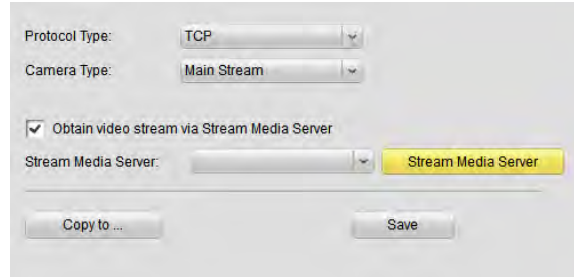 Protocol Type: TCP
Camera Type: Main Stream
Obtain video stream via Stream Media Server
Stream Media Server: Stream Media Server
Copy to ... Save